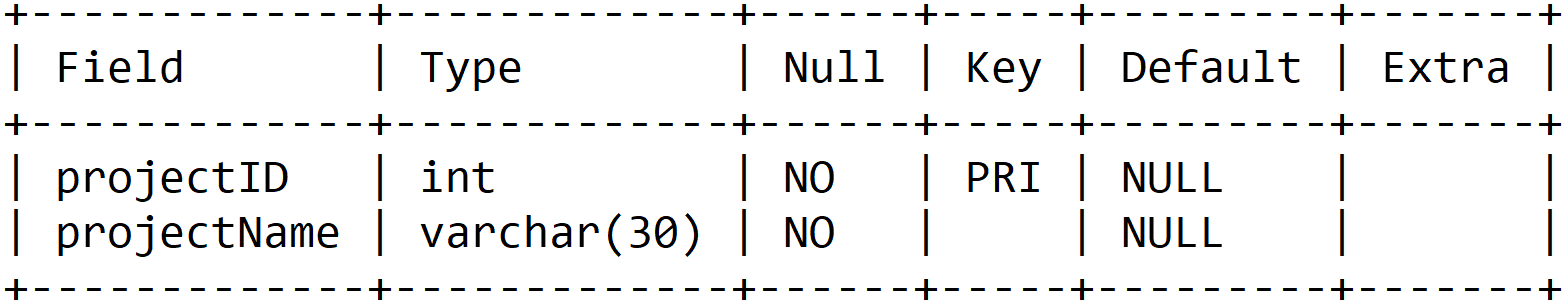 +-------------+-------------+------+-----+---------+-------+
| Field       | Type        | Null | Key | Default | Extra |
+-------------+-------------+------+-----+---------+-------+
| projectID   | int         | NO   | PRI | NULL    |       |
| projectName | varchar(30) | NO   |     | NULL    |       |
+-------------+-------------+------+-----+---------+-------+